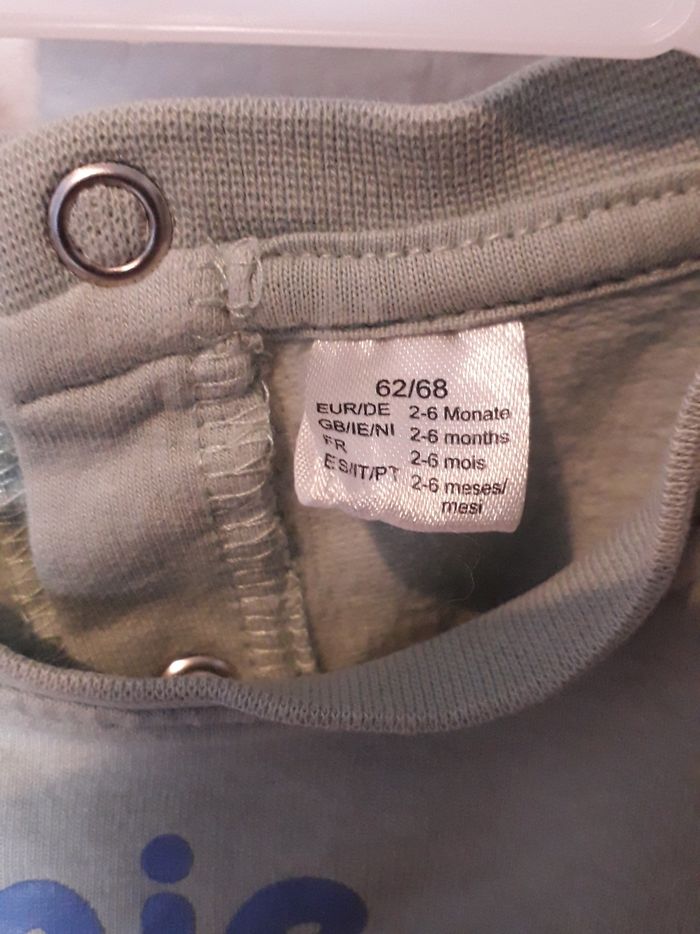 62/68
EUR/DE 2-6 Monate
GB/IE/NI 2-6 months
FR 2-6 mois
ES/IT/PT 2-6 meses/
mesi